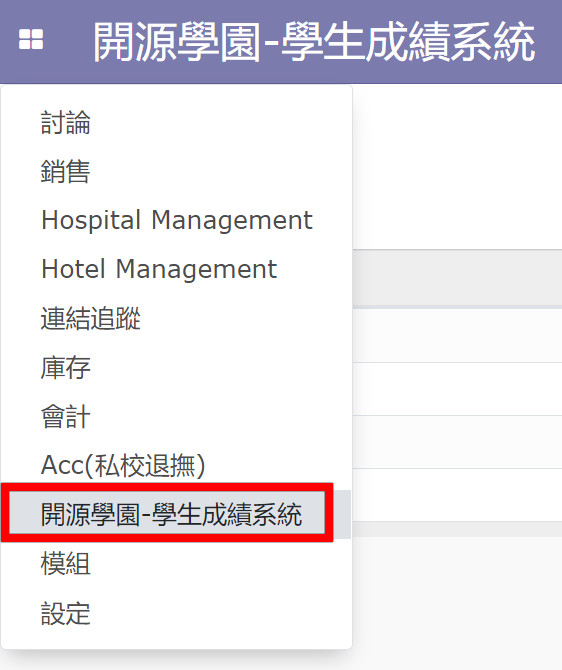 開源學園-學生成績系統
討論
銷售
Hospital Management
Hotel Management
連結追蹤
庫存
會計
Acc(私校退撫)
開源學園-學生成績系統
模組
設定